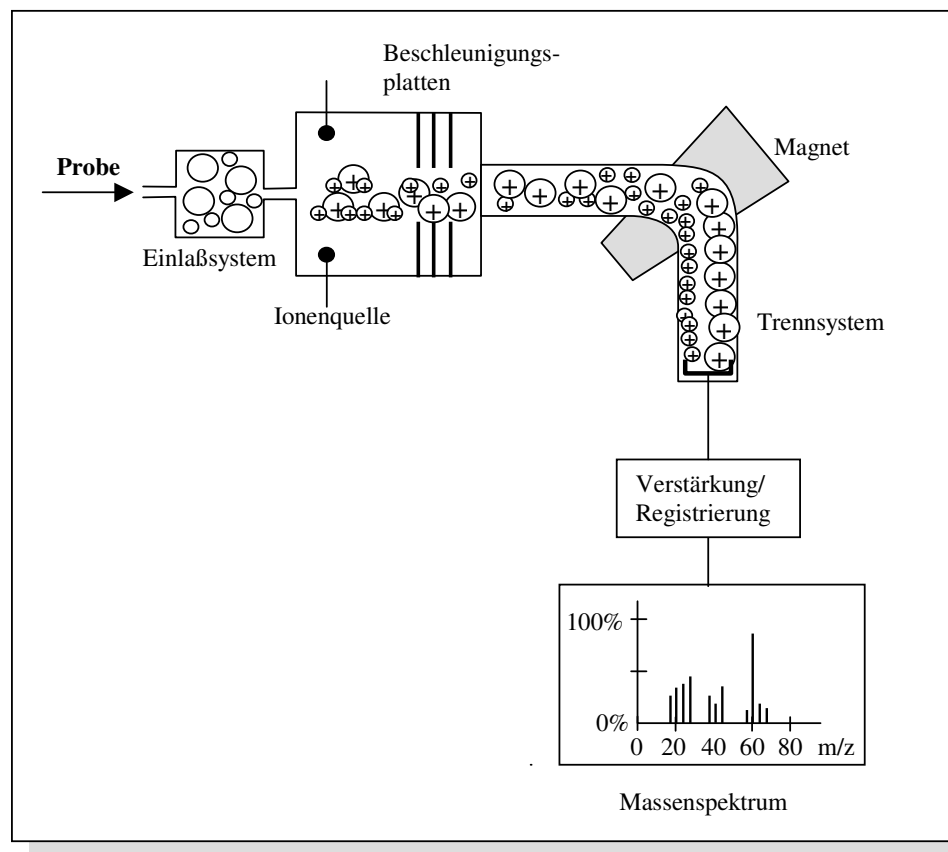 Beschleunigungs-
platten
Magnet
Probe
Einlaßsystem
Ionenquelle
Trennsystem
Verstärkung/
Registrierung
100%
0%
0 20 40 60 80 m/z
Massenspektrum